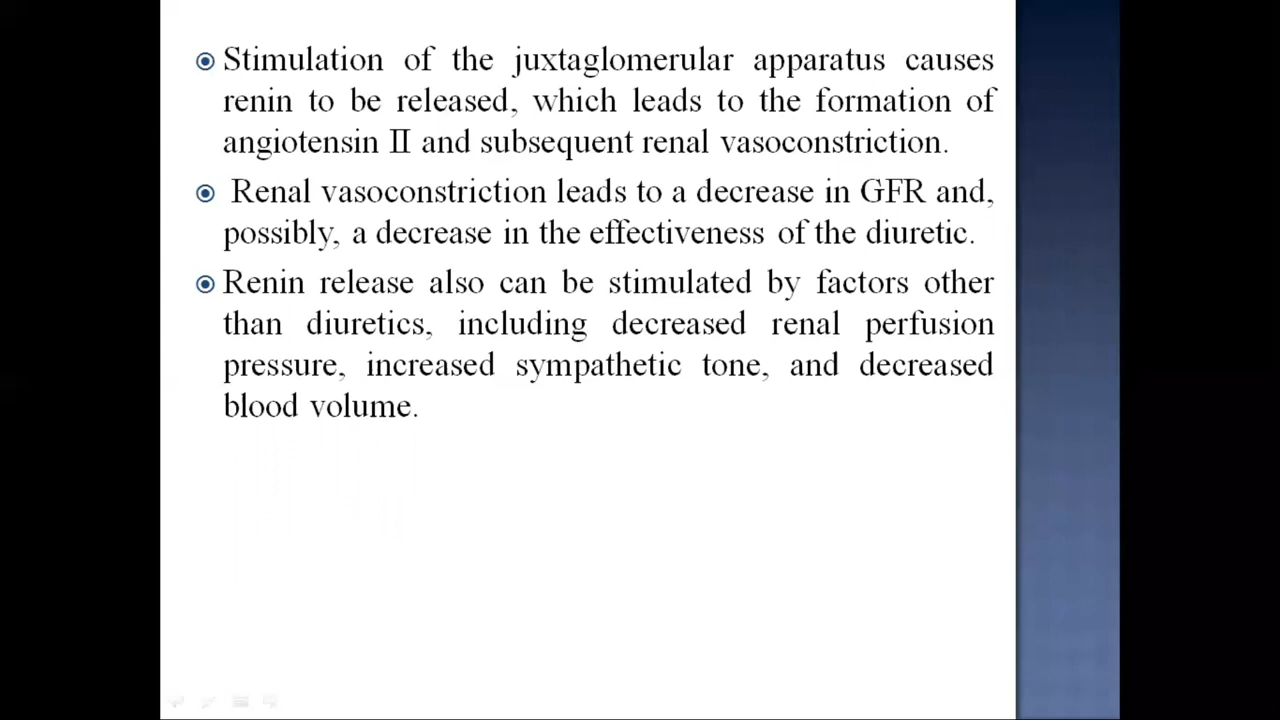 Stimulation of the juxtaglomerular apparatus causes
renin to be released, which leads to the formation of
angiotensin II and subsequent renal vasoconstriction.
Renal vasoconstriction leads to a decrease in GFR and,
possibly, a decrease in the effectiveness of the diuretic.
Renin release also can be stimulated by factors other
than diuretics, including decreased renal perfusion
pressure, increased sympathetic tone, and decreased
blood volume.